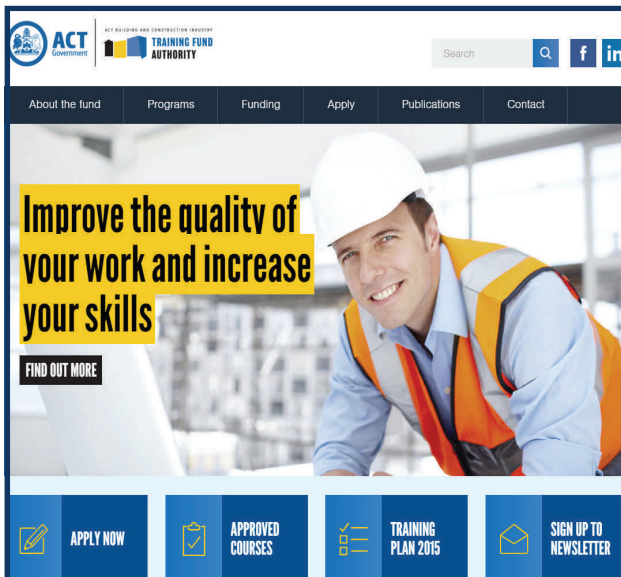 ACT
Government
ACT BUILDING AND CONSTRUCTION INDUSTRY
TRAINING FUND
AUTHORITY
Search
f in
About the fund Programs Funding Apply Publications Contact
Improve the quality of
your work and increase
your skills
FIND OUT MORE
APPLY NOW
APPROVED
COURSES
TRAINING
PLAN 2015
SIGN UP TO
NEWSLETTER